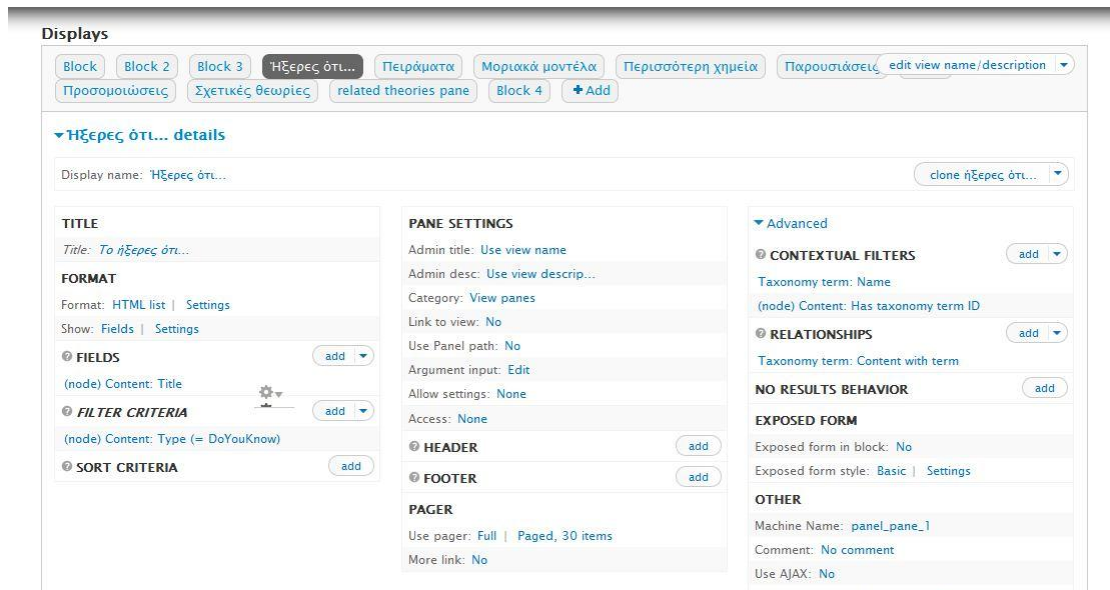 Displays
Block Block 2 Block 3 Ήξερες ότι... Πειράματα Μοριακά μοντέλα Περισσότερη χημεία Παρουσιάσεις edit view name/description
Προσομοιώσεις Σχετικές θεωρίες related theories pane Block 4 +Add
Ήξερες ότι... details
Display name: Ήξερες ότι... clone ήξερες ότι...
TITLE
Title: Το ήξερες ότι...
FORMAT
Format: HTML list | Settings
Show: Fields | Settings
FIELDS add
(node) Content: Title
FILTER CRITERIA add
(node) Content: Type (= DoYouKnow)
SORT CRITERIA add
PANE SETTINGS
Admin title: Use view name
Admin desc: Use view descrip...
Category: View panes
Link to view: No
Use Panel path: No
Argument input: Edit
Allow settings: None
Access: None
HEADER add
FOOTER add
PAGER
Use pager: Full | Paged, 30 items
More link: No
Advanced
CONTEXTUAL FILTERS add
Taxonomy term: Name
(node) Content: Has taxonomy term ID
RELATIONSHIPS add
Taxonomy term: Content with term
NO RESULTS BEHAVIOR add
EXPOSED FORM
Exposed form in block: No
Exposed form style: Basic | Settings
OTHER
Machine Name: panel_pane_1
Comment: No comment
Use AJAX: No